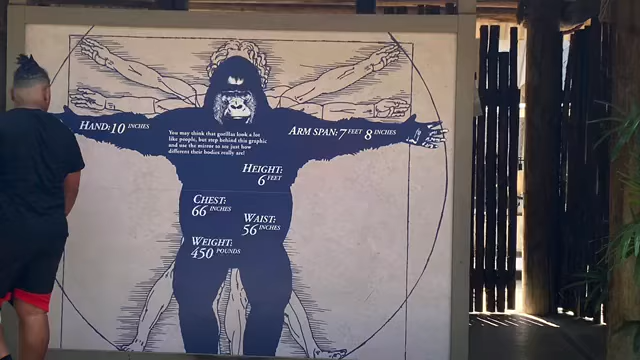 HAND: 10 INCHES
You may think that gorillas look a lot
like people, but step behind this graphic
and use the mirror to see just how
different their bodies really are!
ARM SPAN: 7 FEET 8 INCHES
HEIGHT:
6 FEET
CHEST:
66 INCHES
WAIST:
56 INCHES
WEIGHT:
450 POUNDS